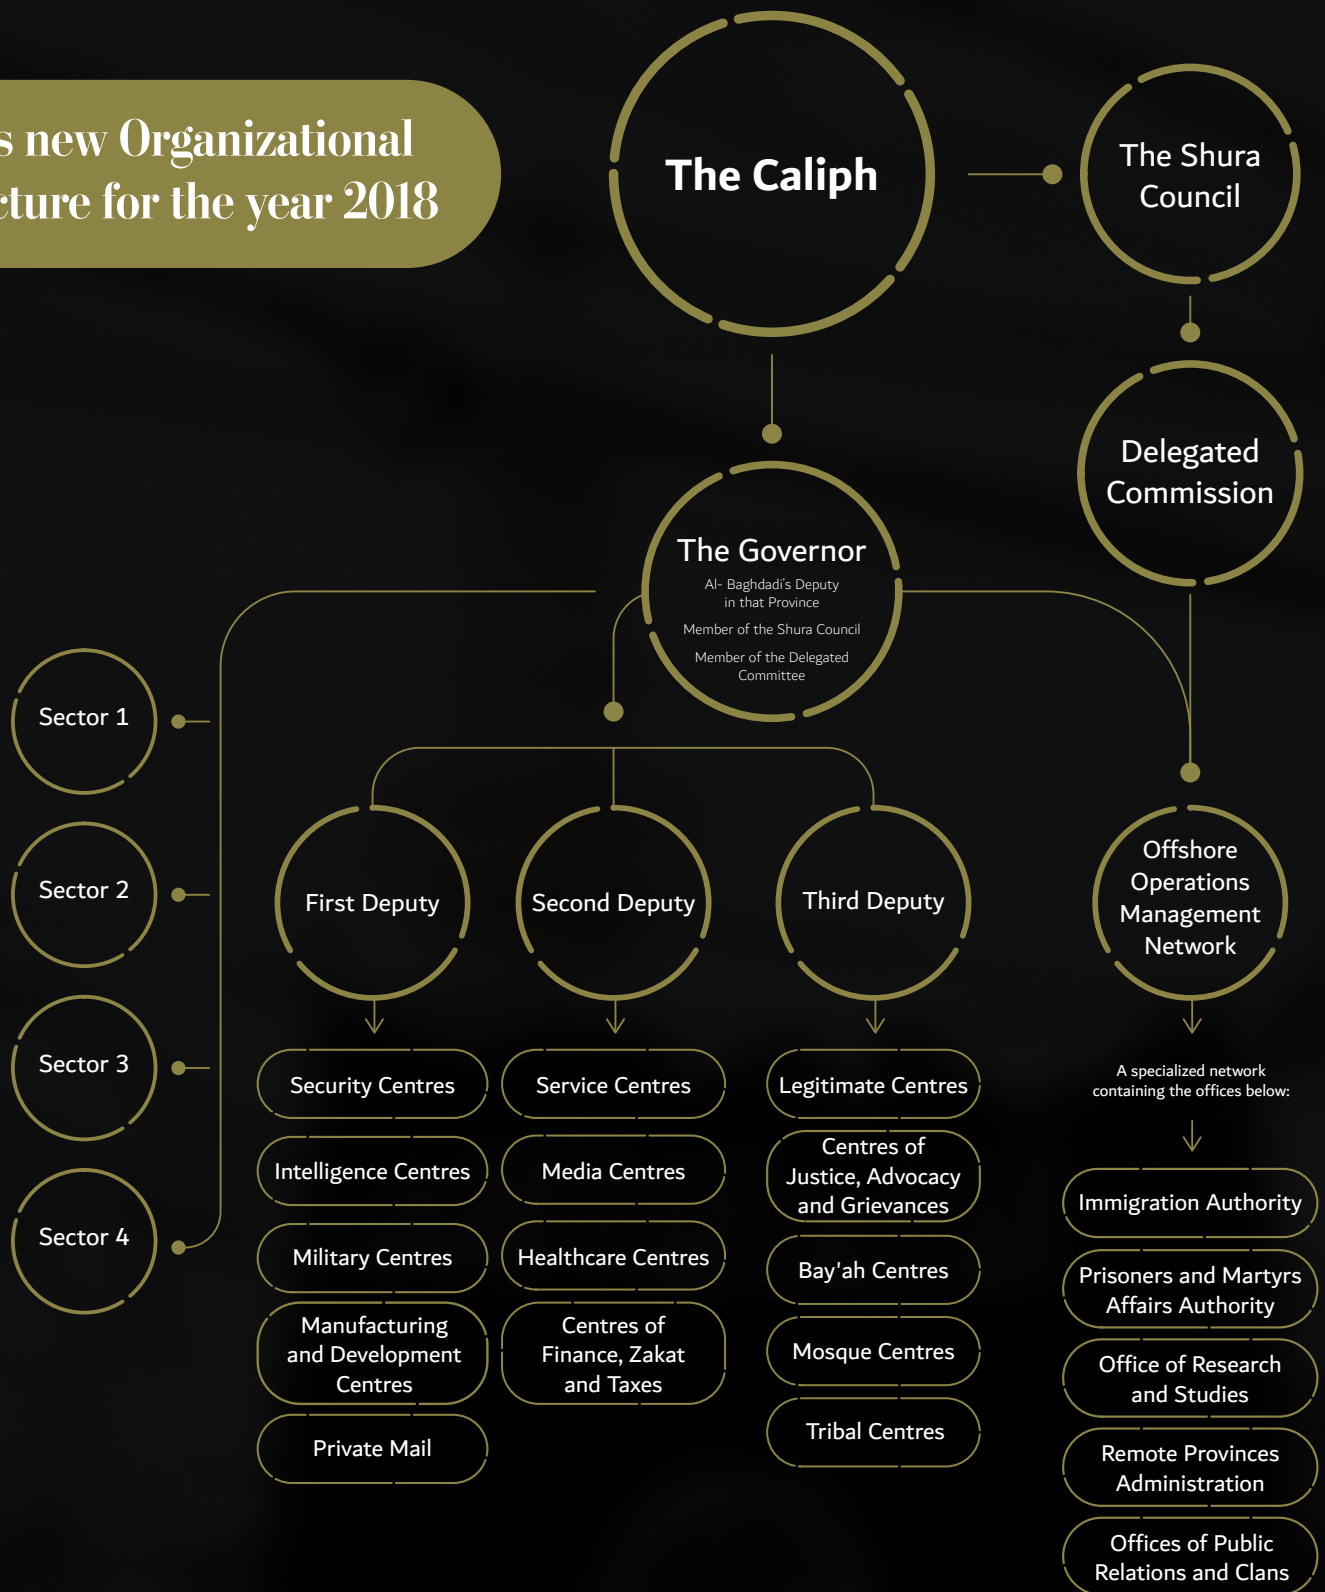 s new Organizational
cture for the year 2018
The Caliph
The Shura
Council
Delegated
Commission
The Governor
Al- Baghdadi's Deputy
in that Province
Member of the Shura Council
Member of the Delegated
Committee
Sector 1
Sector 2
Sector 3
Sector 4
First Deputy
Security Centres
Intelligence Centres
Military Centres
Manufacturing
and Development
Centres
Private Mail
Second Deputy
Service Centres
Media Centres
Healthcare Centres
Centres of
Finance, Zakat
and Taxes
Third Deputy
Legitimate Centres
Centres of
Justice, Advocacy
and Grievances
Bay'ah Centres
Mosque Centres
Tribal Centres
Offshore
Operations
Management
Network
A specialized network
containing the offices below:
Immigration Authority
Prisoners and Martyrs
Affairs Authority
Office of Research
and Studies
Remote Provinces
Administration
Offices of Public
Relations and Clans